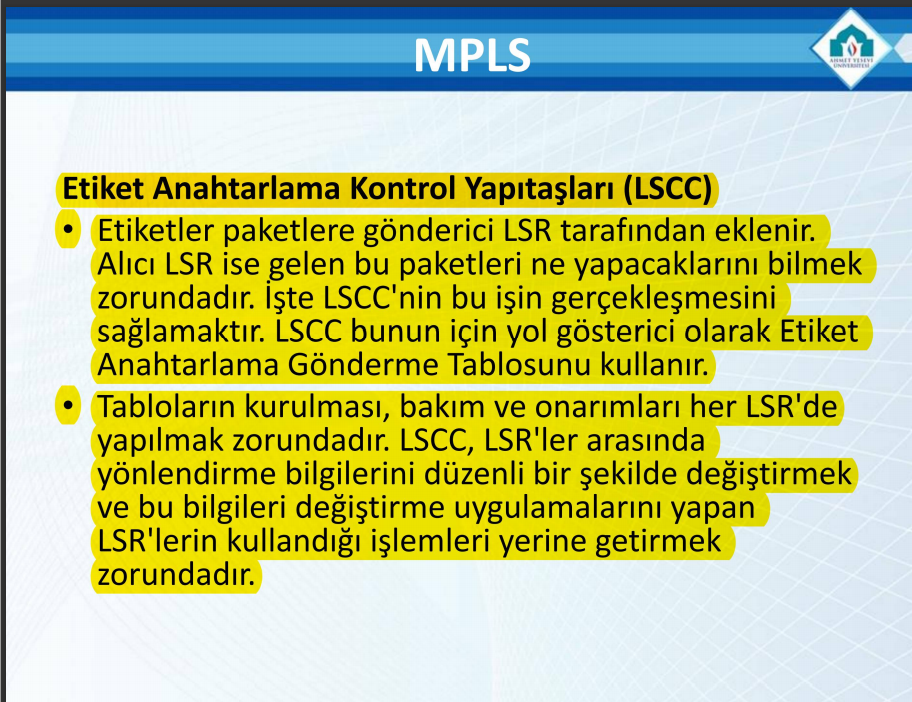 MPLS
AHMET YESEVİ
ÜNİVERSİTESİ
Etiket Anahtarlama Kontrol Yapıtaşları (LSCC)
• Etiketler paketlere gönderici LSR tarafından eklenir.
Alıcı LSR ise gelen bu paketleri ne yapacaklarını bilmek
zorundadır. İşte LSCC'nin bu işin gerçekleşmesini
sağlamaktır. LSCC bunun için yol gösterici olarak Etiket
Anahtarlama Gönderme Tablosunu kullanır.
• Tabloların kurulması, bakım ve onarımları her LSR'de
yapılmak zorundadır. LSCC, LSR'ler arasında
yönlendirme bilgilerini düzenli bir şekilde değiştirmek
ve bu bilgileri değiştirme uygulamalarını yapan
LSR'lerin kullandığı işlemleri yerine getirmek
zorundadır.